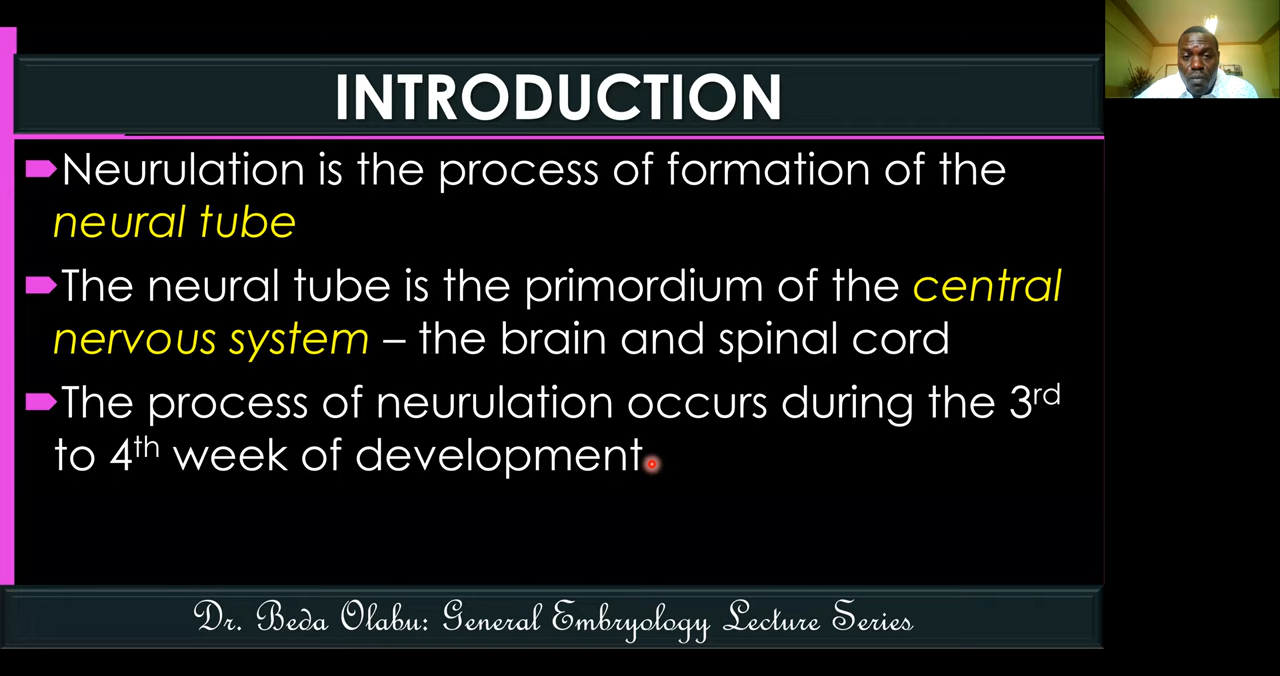 INTRODUCTION
Neurulation is the process of formation of the
neural tube
The neural tube is the primordium of the central
nervous system – the brain and spinal cord
The process of neurulation occurs during the 3rd
to 4th week of development
Dr. Beda Olabu: General Embryology Lecture Series